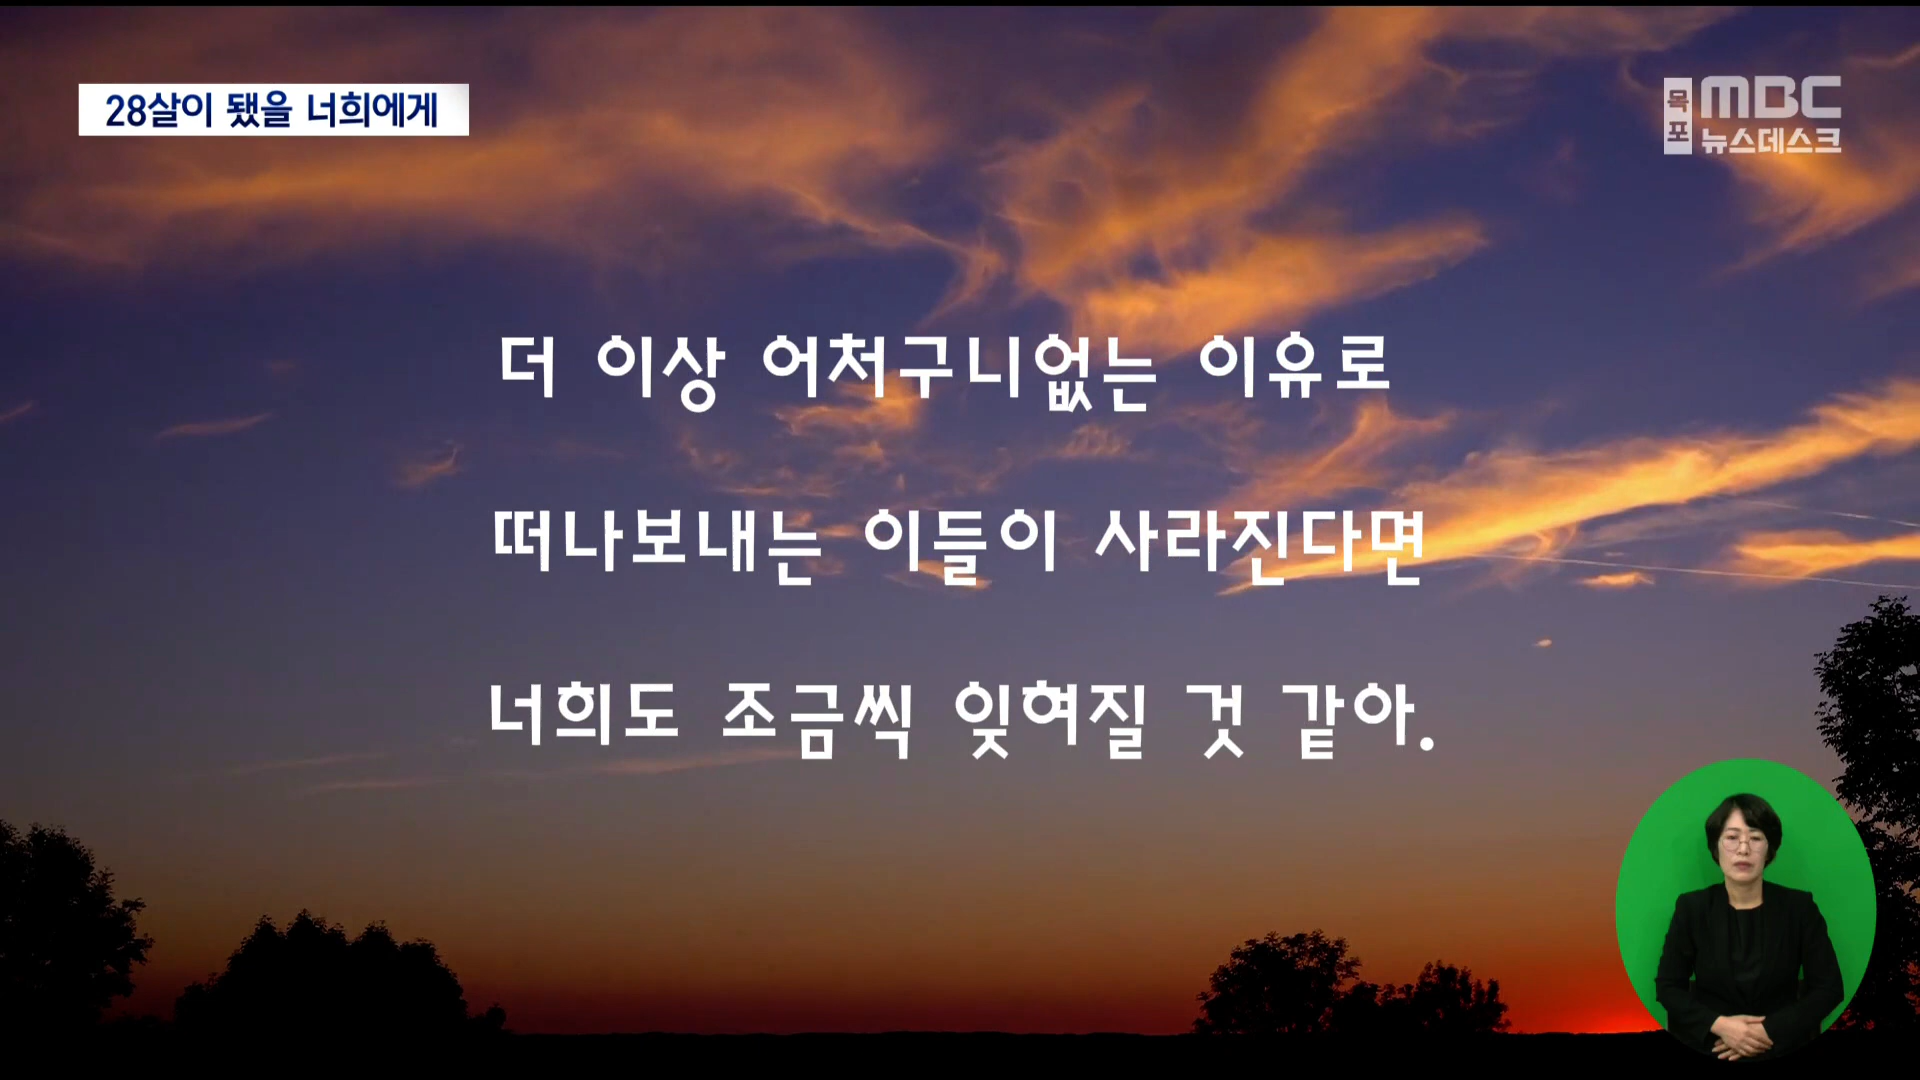 28살이 됐을 너희에게
목포 MBC 뉴스데스크
더 이상 어처구니없는 이유로
떠나보내는 이들이 사라진다면
너희도 조금씩 잊혀질 것 같아.